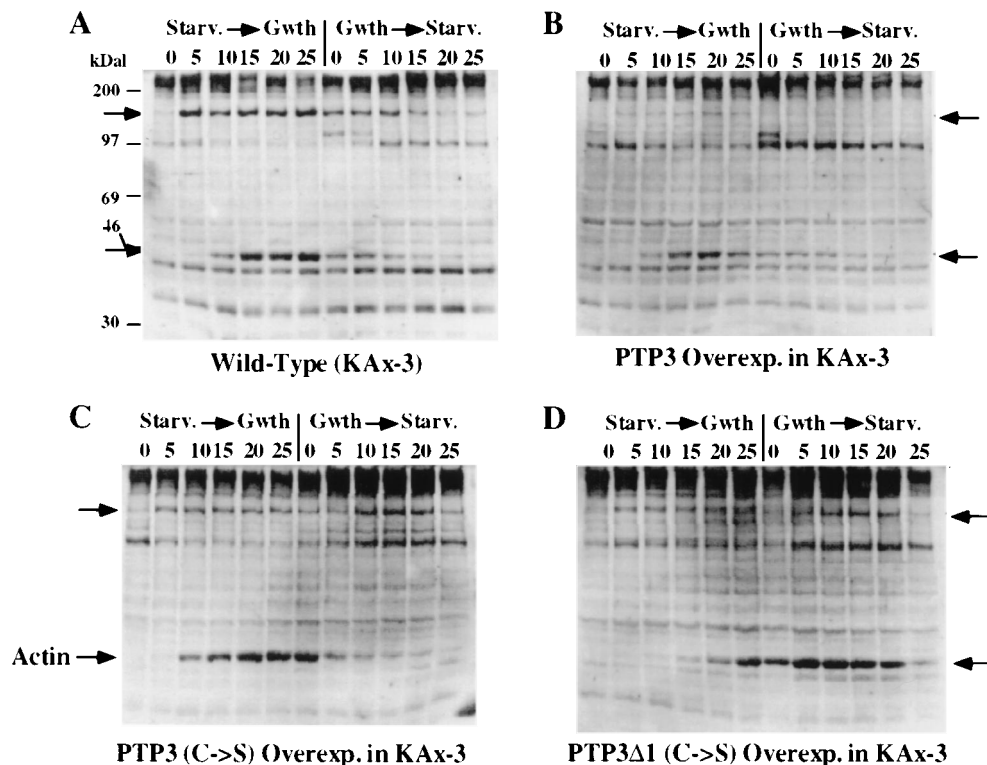 A
Starv. → Gwth | Gwth → Starv.
kDal
0 5 10 15 20 25 0 5 10 15 20 25
200
97
69
46
30
Wild-Type (KAx-3)
B
Starv. → Gwth | Gwth → Starv.
0 5 10 15 20 25 0 5 10 15 20 25
PTP3 Overexp. in KAx-3
C
Starv. → Gwth | Gwth → Starv.
0 5 10 15 20 25 0 5 10 15 20 25
Actin →
PTP3 (C->S) Overexp. in KAx-3
D
Starv. → Gwth | Gwth → Starv.
0 5 10 15 20 25 0 5 10 15 20 25
PTP3Δ1 (C->S) Overexp. in KAx-3